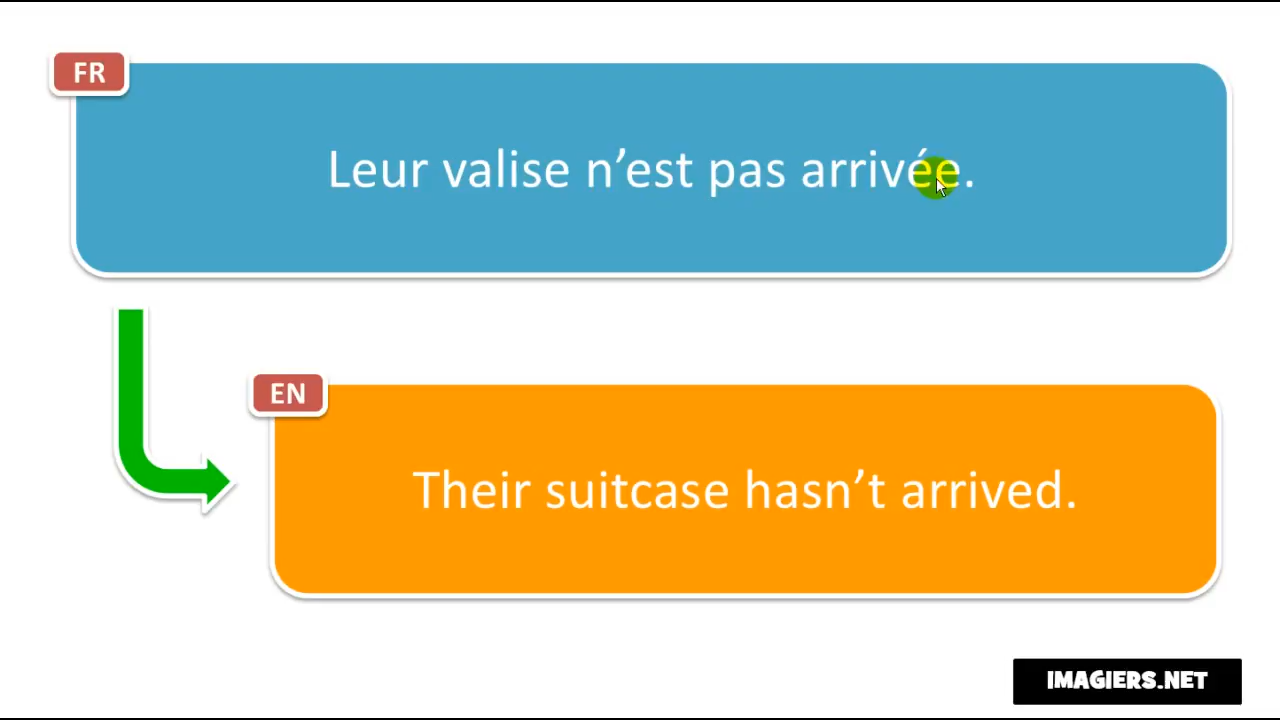 FR
Leur valise n’est pas arrivée.
EN
Their suitcase hasn’t arrived.
IMAGIERS.NET